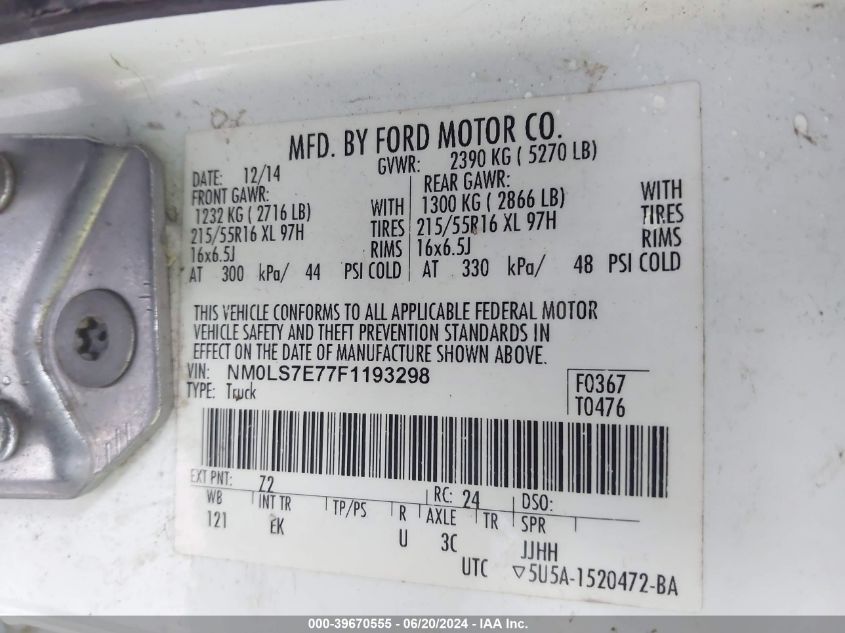 MFD. BY FORD MOTOR CO.
DATE: 12/14 GVWR: 2390 KG ( 5270 LB)
FRONT GAWR: REAR GAWR:
1232 KG ( 2716 LB) WITH 1300 KG ( 2866 LB) WITH
215/55R16 XL 97H TIRES 215/55R16 XL 97H TIRES
16x6.5J RIMS 16x6.5J RIMS
AT 300 kPa/ 44 PSI COLD AT 330 kPa/ 48 PSI COLD
THIS VEHICLE CONFORMS TO ALL APPLICABLE FEDERAL MOTOR
VEHICLE SAFETY AND THEFT PREVENTION STANDARDS IN
EFFECT ON THE DATE OF MANUFACTURE SHOWN ABOVE.
VIN: NM0LS7E77F1193298 F0367
TYPE: Truck T0476
EXT PNT: Z2 RC: 24 DSO:
WB INT TR TP/PS R AXLE TR SPR
121 EK U 3C JJHH
UTC ▽5U5A-1520472-BA
000-39670555 - 06/20/2024 - IAA Inc.